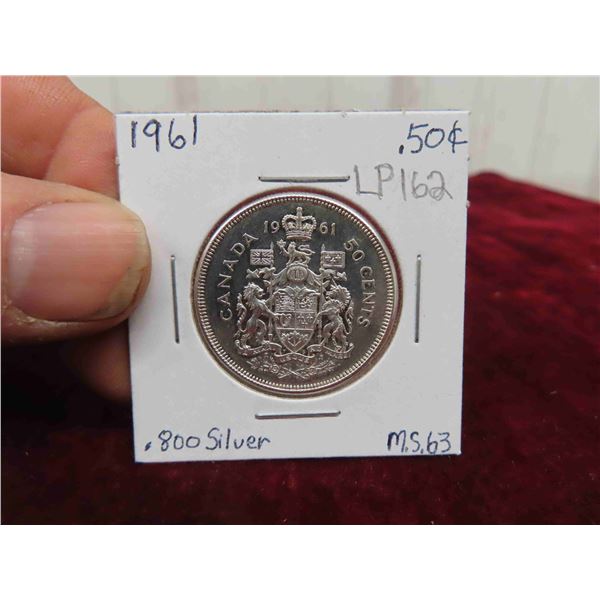 1961 .50¢
LP162
1961
CANADA 50 CENTS
.800 Silver M.S.63